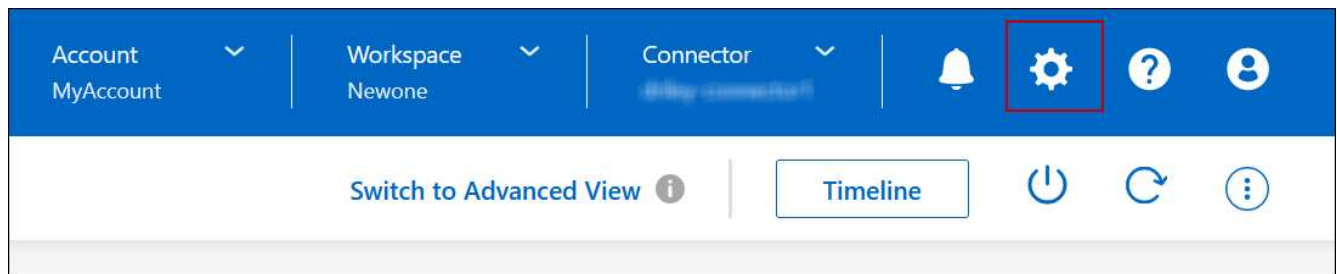 Account
MyAccount
Workspace
Newone
Connector
Switch to Advanced View
Timeline